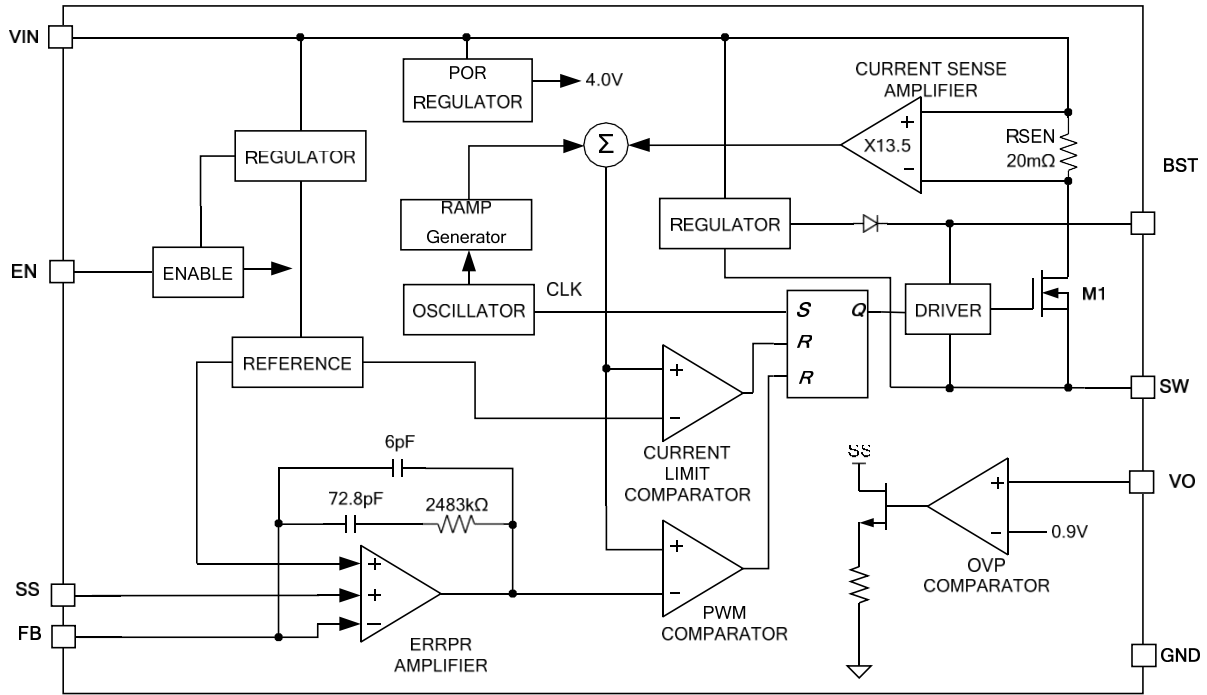 VIN
POR
REGULATOR
4.0V
CURRENT SENSE
AMPLIFIER
+
X13.5
−
RSEN
20mΩ
BST
Σ
REGULATOR
RAMP
Generator
REGULATOR
EN
ENABLE
OSCILLATOR
CLK
S
Q
R
R
DRIVER
M1
REFERENCE
+
−
SW
CURRENT
LIMIT
COMPARATOR
6pF
72.8pF
2483kΩ
SS
+
−
VO
0.9V
OVP
COMPARATOR
+
−
PWM
COMPARATOR
SS
FB
+
+
−
ERRPR
AMPLIFIER
GND